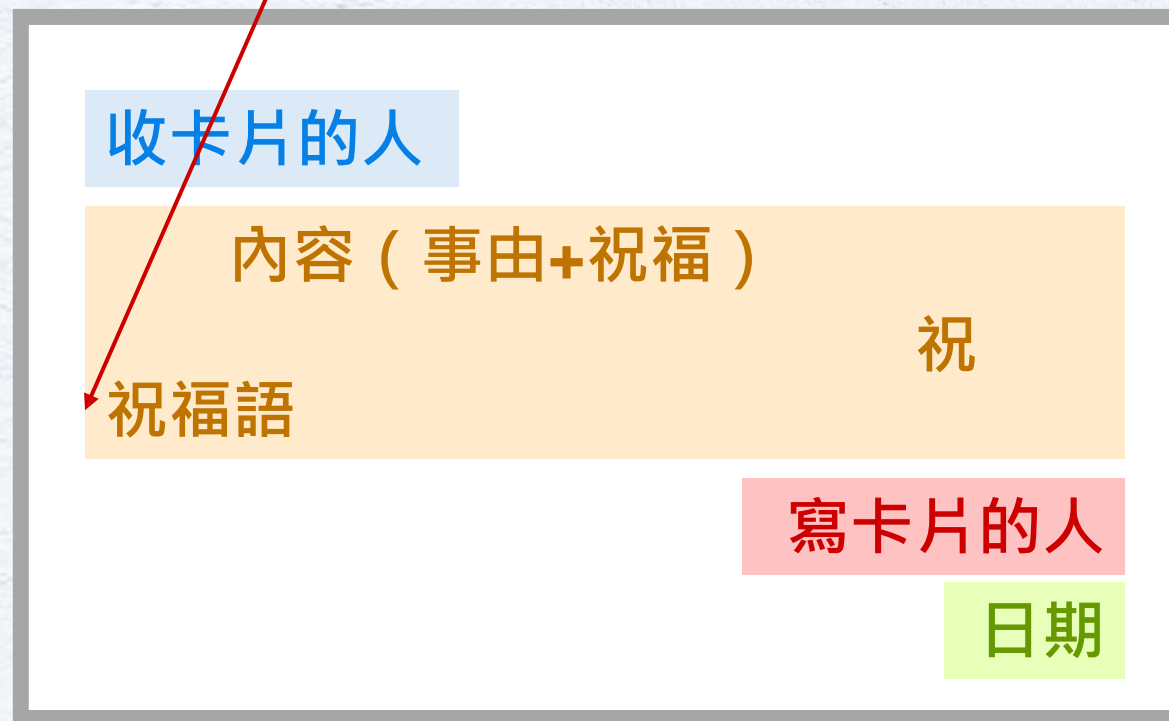 收卡片的人
內容（事由+祝福）
祝
祝福語
寫卡片的人
日期